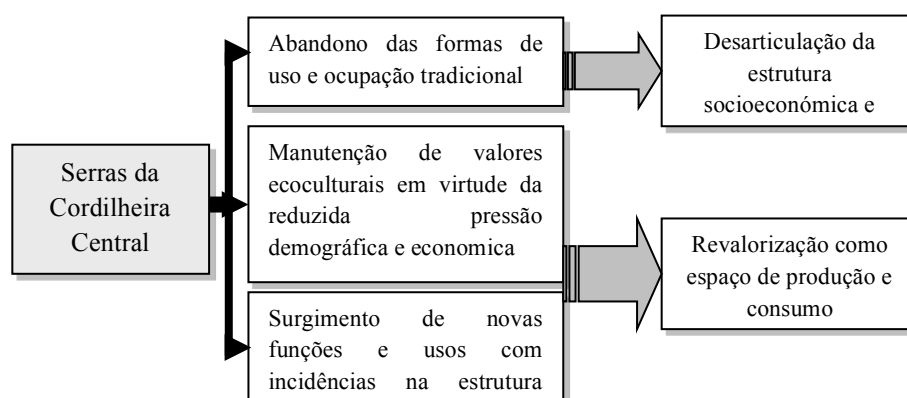 Serras da
Cordilheira
Central
Abandono das formas de
uso e ocupação tradicional
Manutenção de valores
ecoculturais em virtude da
reduzida pressão
demográfica e economica
Surgimento de novas
funções e usos com
incidências na estrutura
Desarticulação da
estrutura
socioeconómica e
Revalorização como
espaço de produção e
consumo